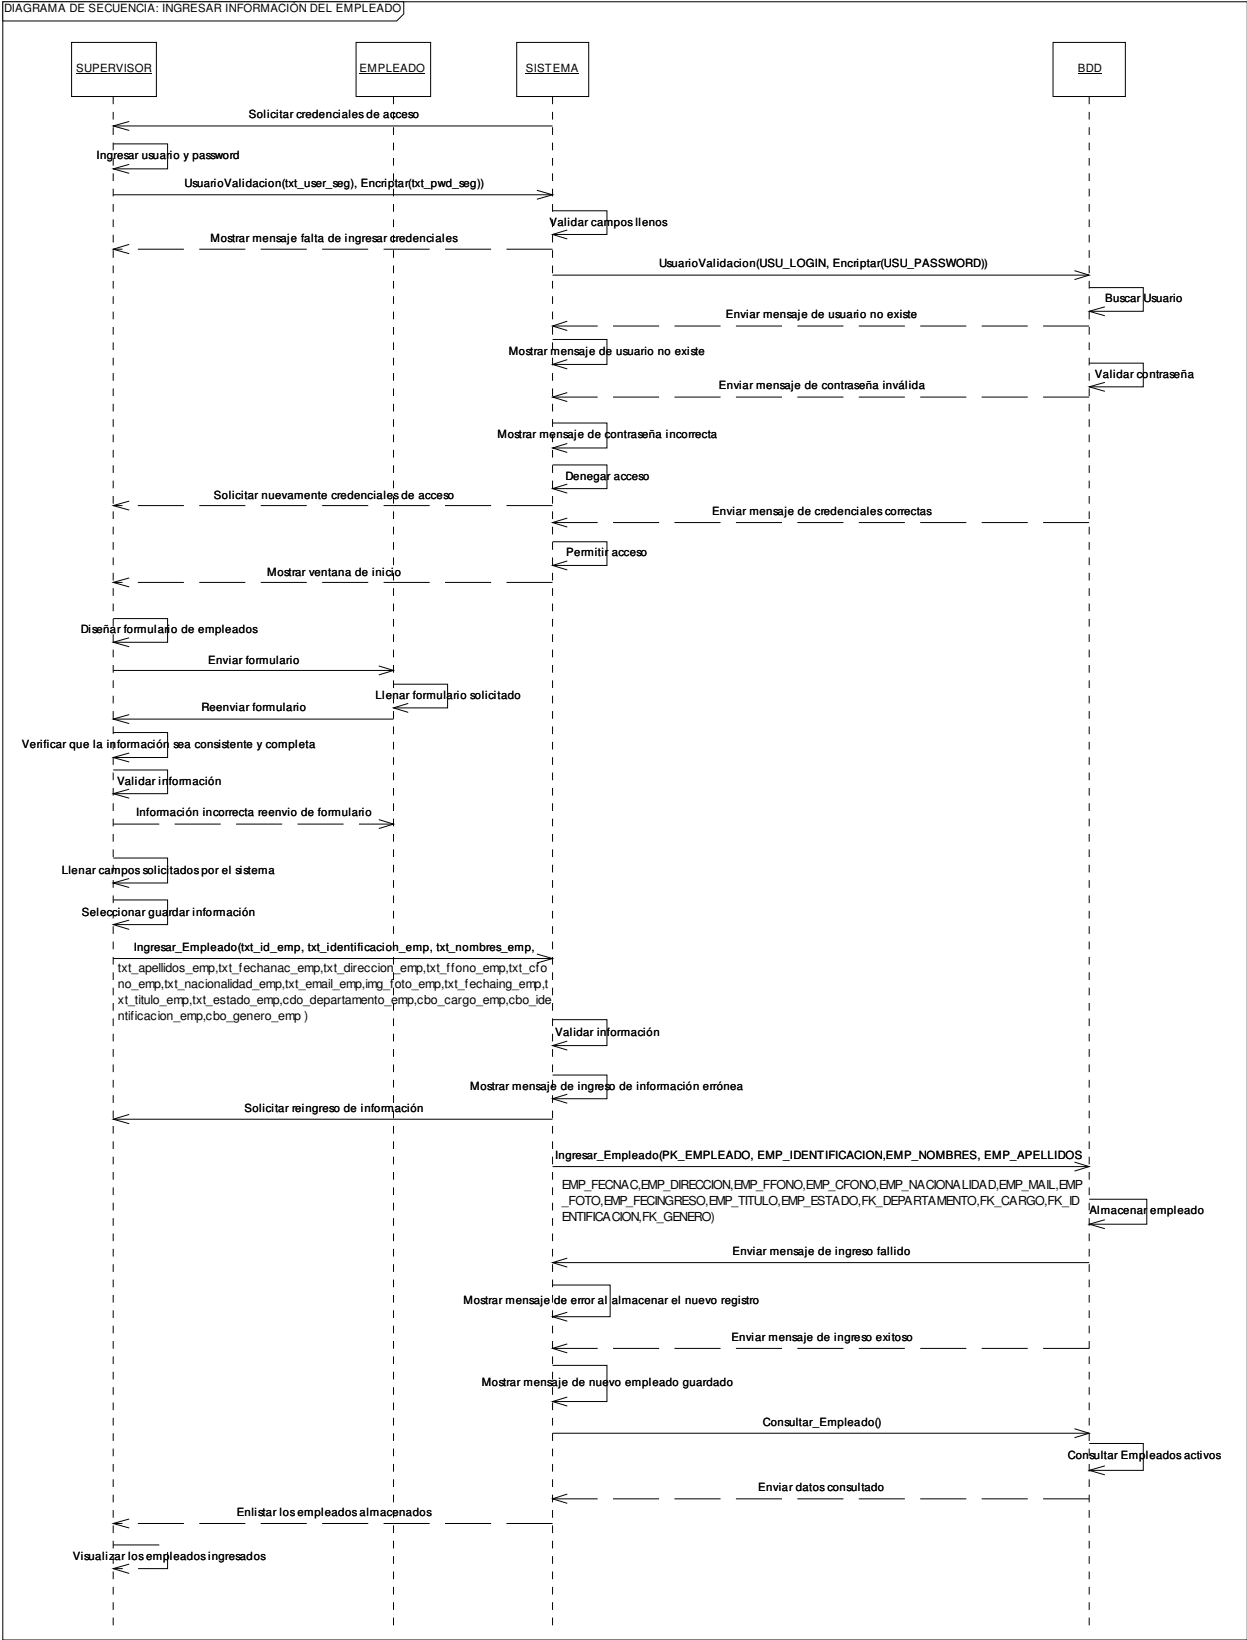 DIAGRAMA DE SECUENCIA: INGRESAR INFORMACIÓN DEL EMPLEADO
SUPERVISOR
EMPLEADO
SISTEMA
BDD
Solicitar credenciales de acceso
Ingresar usuario y password
UsuarioValidacion(txt_user_seg), Encriptar(txt_pwd_seg))
Validar campos llenos
Mostrar mensaje falta de ingresar credenciales
UsuarioValidacion(USU_LOGIN, Encriptar(USU_PASSWORD))
Buscar Usuario
Enviar mensaje de usuario no existe
Mostrar mensaje de usuario no existe
Validar contraseña
Enviar mensaje de contraseña inválida
Mostrar mensaje de contraseña incorrecta
Denegar acceso
Solicitar nuevamente credenciales de acceso
Enviar mensaje de credenciales correctas
Permitir acceso
Mostrar ventana de inicio
Diseñar formulario de empleados
Enviar formulario
Llenar formulario solicitado
Reenviar formulario
Verificar que la información sea consistente y completa
Validar información
Información incorrecta reenvio de formulario
Llenar campos solicitados por el sistema
Seleccionar guardar información
Ingresar_Empleado(txt_id_emp, txt_identificacion_emp, txt_nombres_emp,
txt_apellidos_emp,txt_fechanac_emp,txt_direccion_emp,txt_ffono_emp,txt_cfo
no_emp,txt_nacionalidad_emp,txt_email_emp,img_foto_emp,txt_fechaing_emp,t
xt_titulo_emp,txt_estado_emp,cdo_departamento_emp,cbo_cargo_emp,cbo_ide
ntificacion_emp,cbo_genero_emp )
Validar información
Mostrar mensaje de ingreso de información errónea
Solicitar reingreso de información
Ingresar_Empleado(PK_EMPLEADO, EMP_IDENTIFICACION,EMP_NOMBRES, EMP_APELLIDOS
EMP_FECNAC,EMP_DIRECCION,EMP_FFONO,EMP_CFONO,EMP_NACIONALIDAD,EMP_MAIL,EMP
_FOTO,EMP_FECINGRESO,EMP_TITULO,EMP_ESTADO,FK_DEPARTAMENTO,FK_CARGO,FK_ID
ENTIFICACION,FK_GENERO)
Almacenar empleado
Enviar mensaje de ingreso fallido
Mostrar mensaje de error al almacenar el nuevo registro
Enviar mensaje de ingreso exitoso
Mostrar mensaje de nuevo empleado guardado
Consultar_Empleado()
Consultar Empleados activos
Enviar datos consultado
Enlistar los empleados almacenados
Visualizar los empleados ingresados